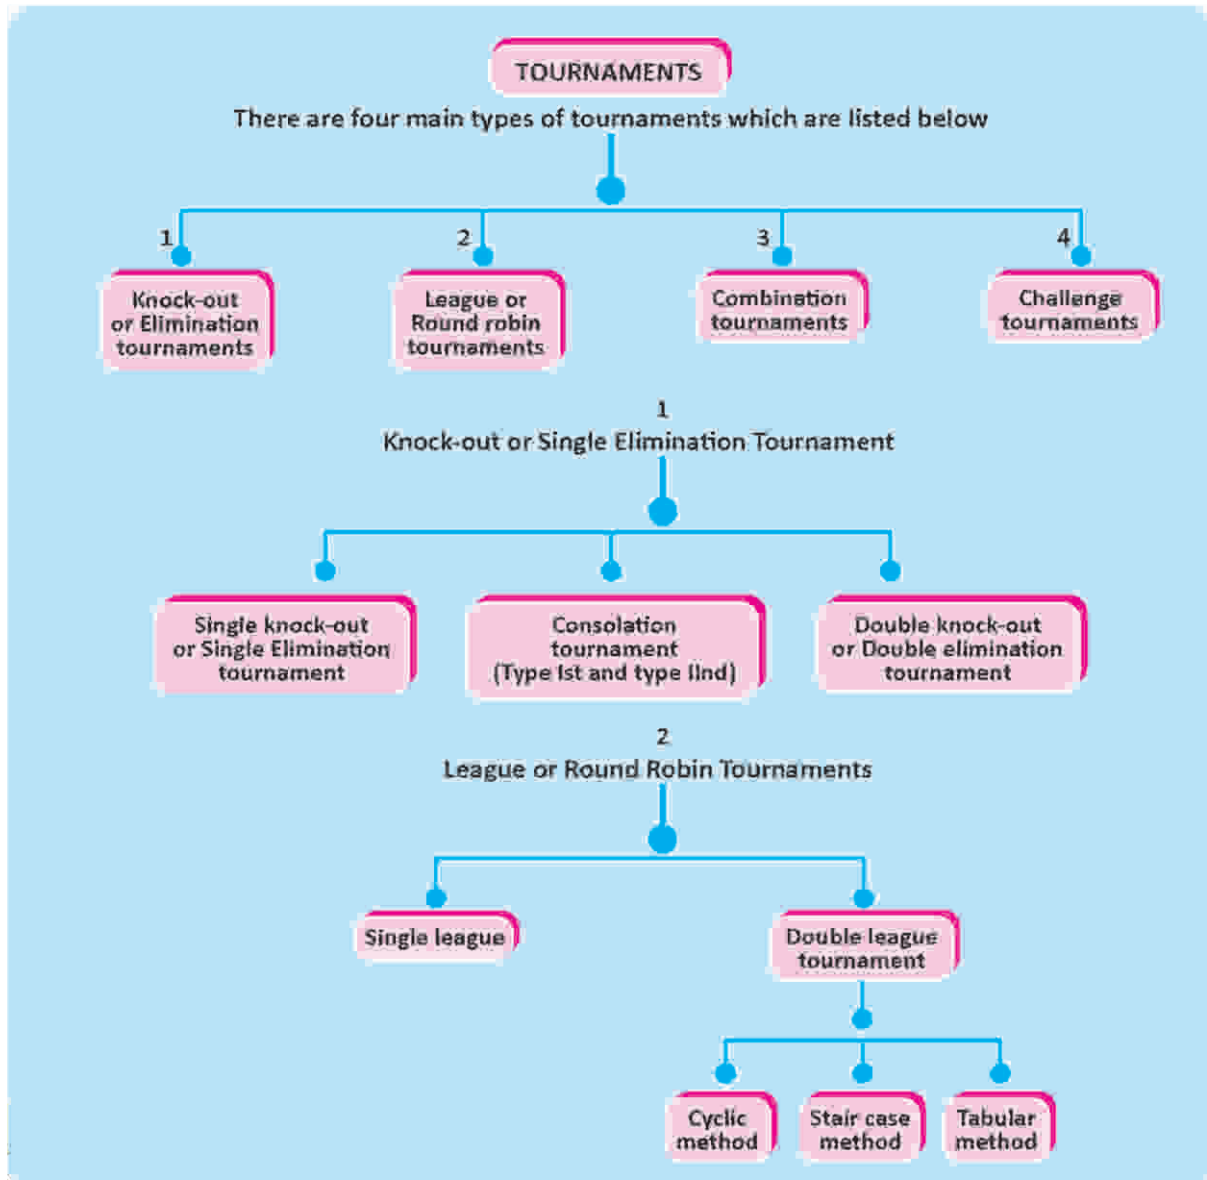 TOURNAMENTS
There are four main types of tournaments which are listed below
1
2
3
4
Knock-out
or Elimination
tournaments
League or
Round robin
tournaments
Combination
tournaments
Challenge
tournaments
1
Knock-out or Single Elimination Tournament
Single knock-out
or Single Elimination
tournament
Consolation
tournament
(Type Ist and type IInd)
Double knock-out
or Double elimination
tournament
2
League or Round Robin Tournaments
Single league
Double league
tournament
Cyclic
method
Stair case
method
Tabular
method